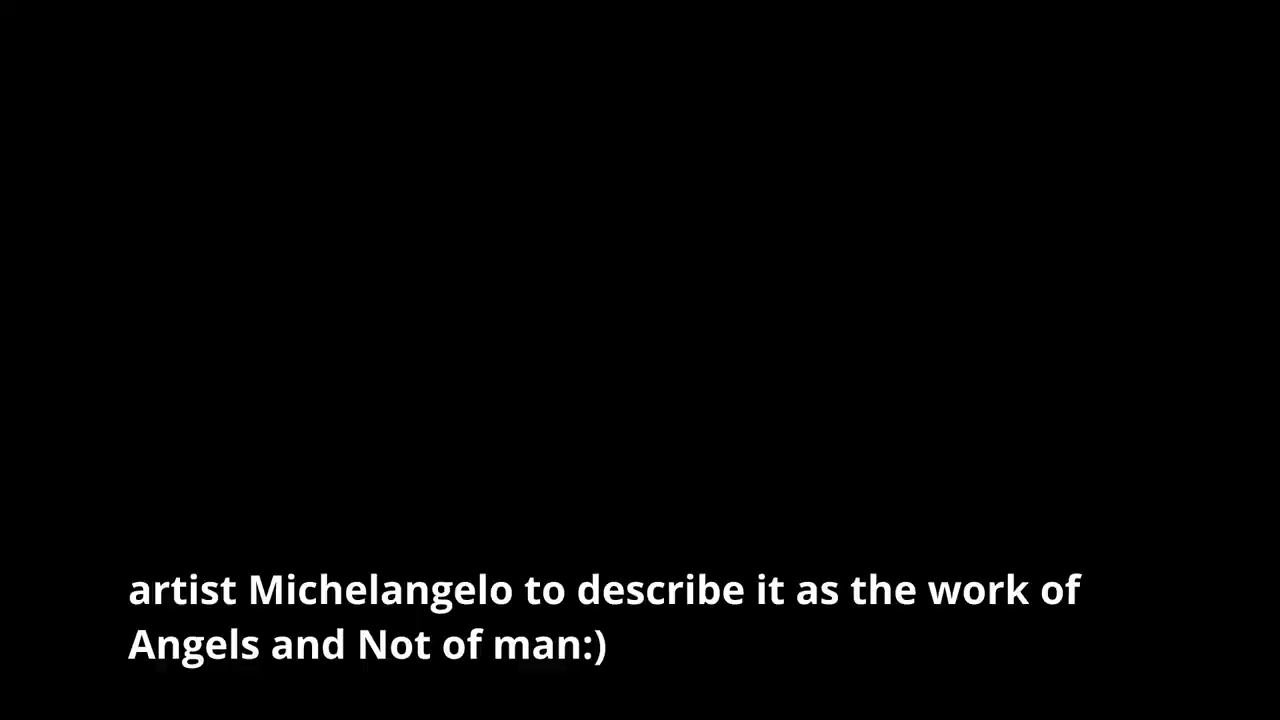 artist Michelangelo to describe it as the work of
Angels and Not of man:)